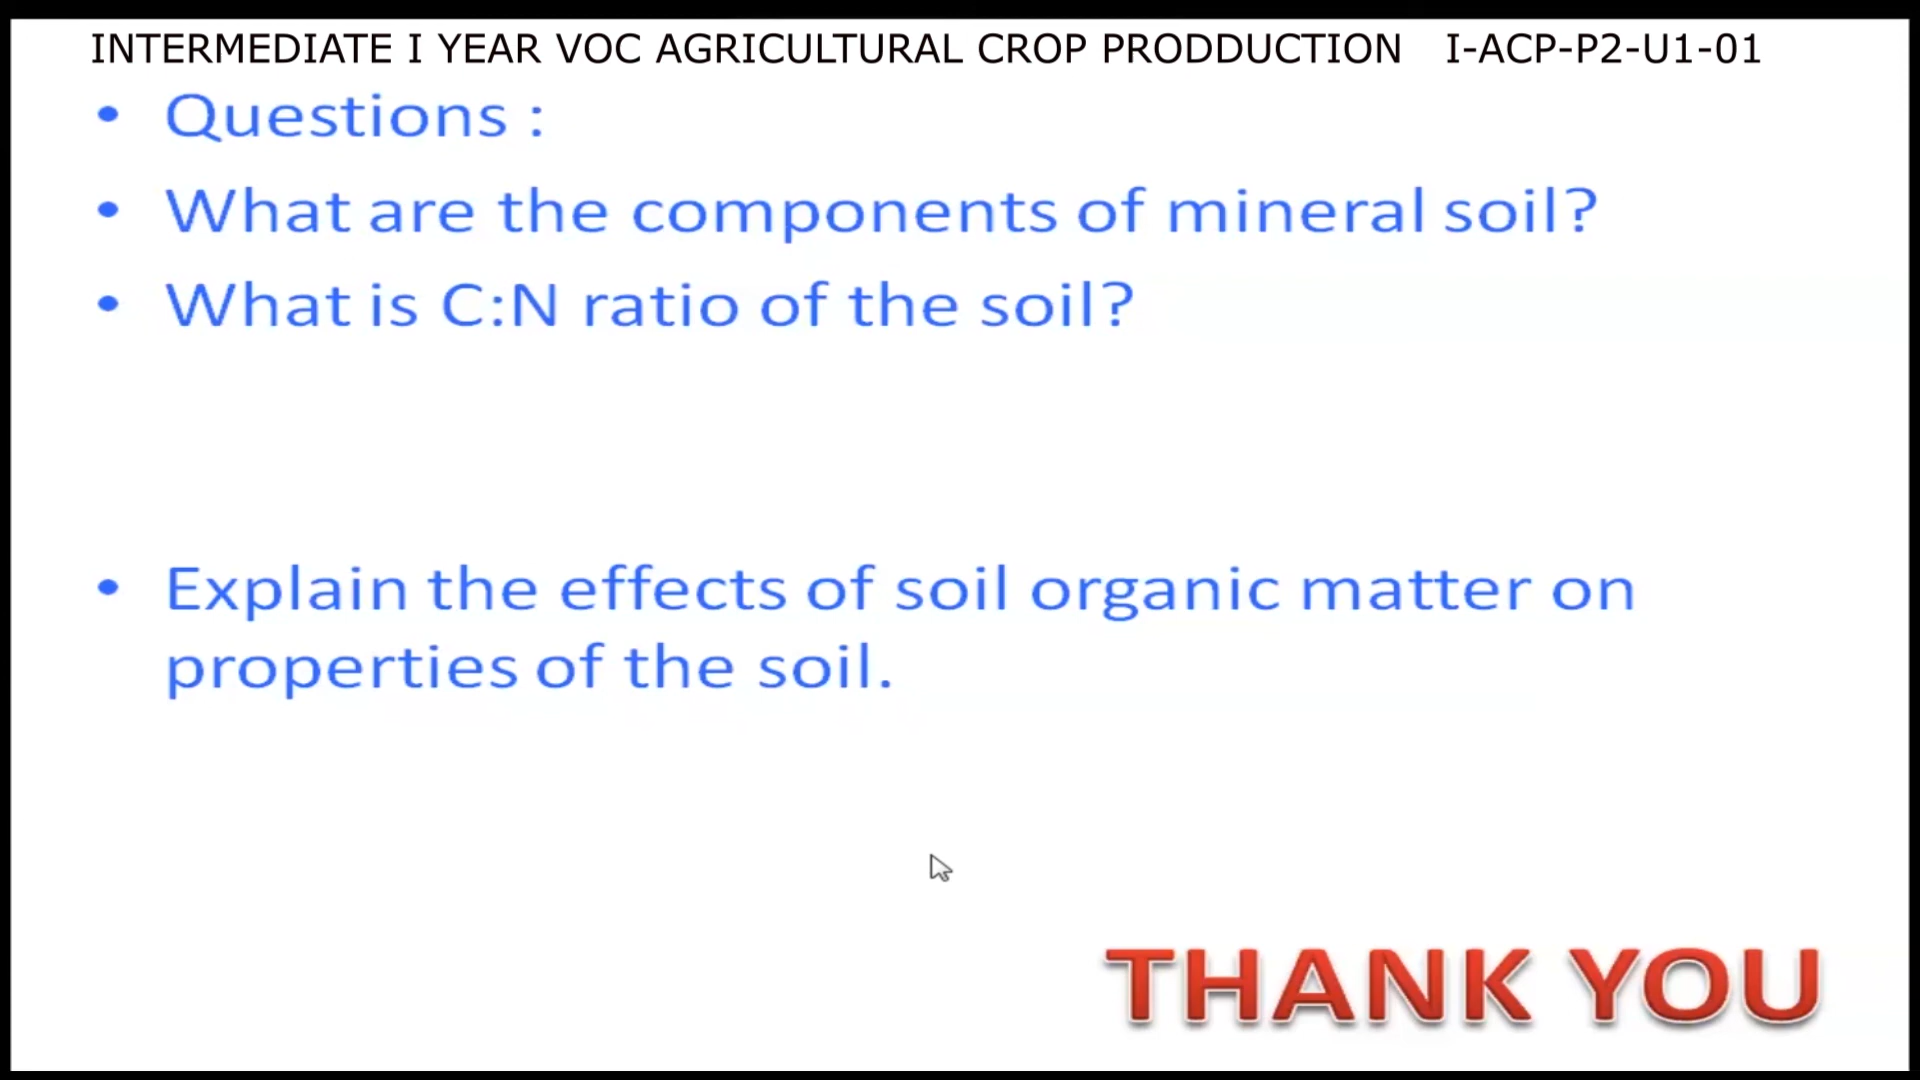 INTERMEDIATE I YEAR VOC AGRICULTURAL CROP PRODDUCTION I-ACP-P2-U1-01
• Questions :
• What are the components of mineral soil?
• What is C:N ratio of the soil?
• Explain the effects of soil organic matter on
properties of the soil.
THANK YOU